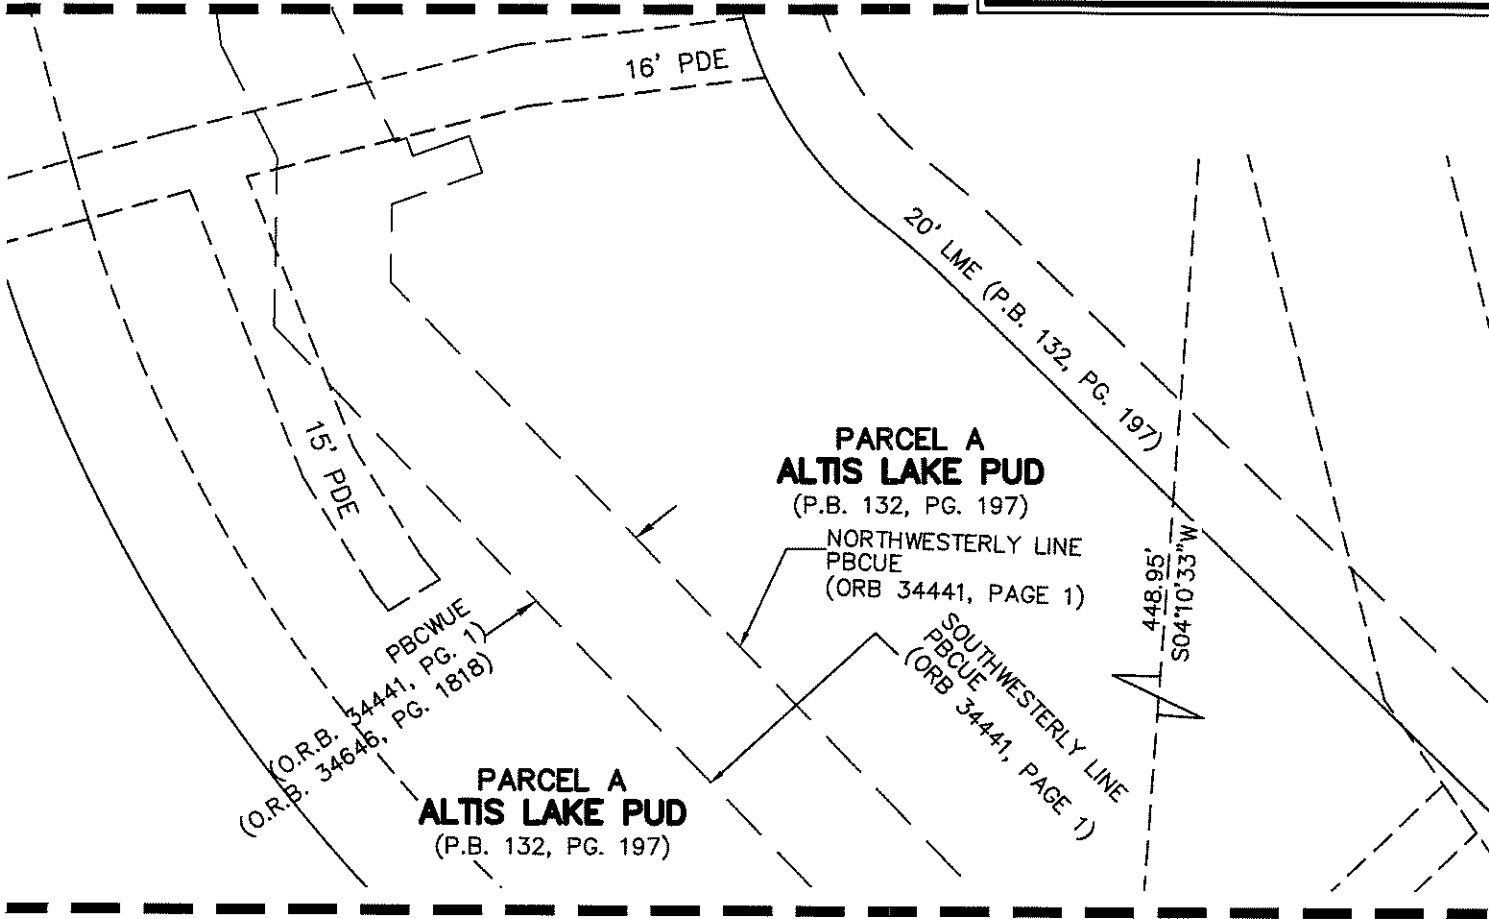 16' PDE
20' LME (P.B. 132, PG. 197)
15' PDE
PARCEL A
ALTIS LAKE PUD
(P.B. 132, PG. 197)
NORTHWESTERLY LINE
PBCUE
(ORB 34441, PAGE 1)
448.95'
S04°10'33"W
PBCWUE
(O.R.B. 34441, PG. 1)
(O.R.B. 34646, PG. 1818)
SOUTHWESTERLY LINE
PBCUE
(ORB 34441, PAGE 1)
PARCEL A
ALTIS LAKE PUD
(P.B. 132, PG. 197)